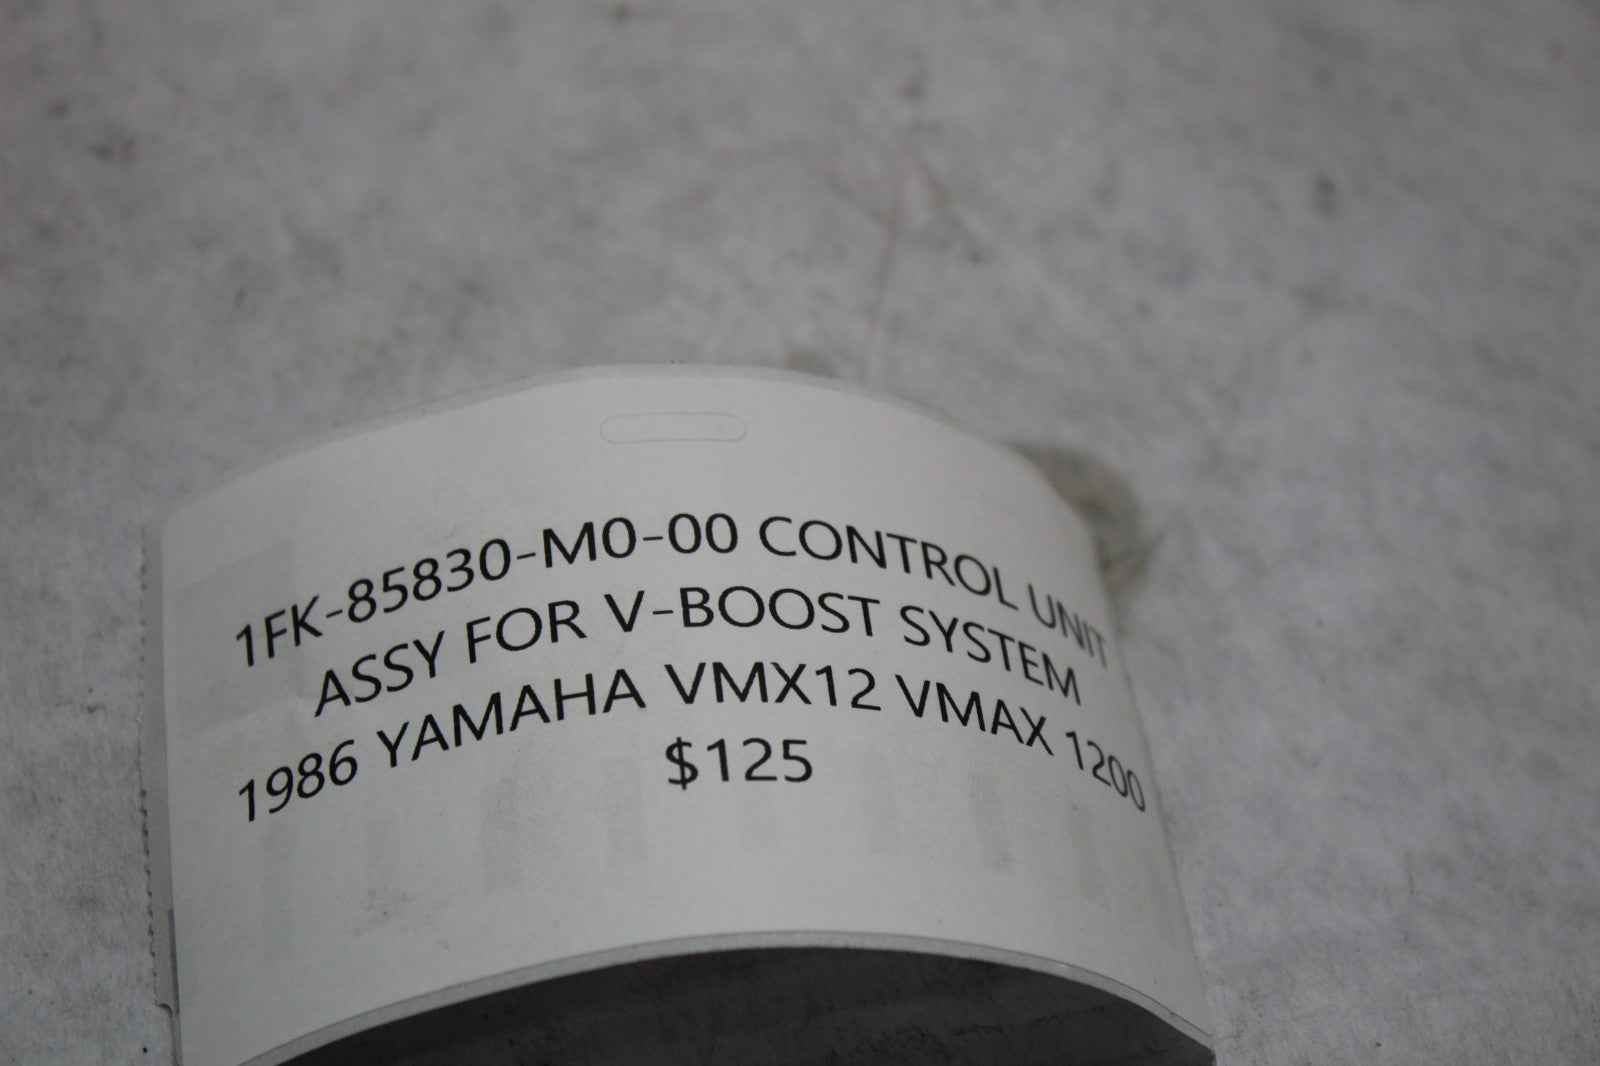 1FK-85830-M0-00 CONTROL UNIT
ASSY FOR V-BOOST SYSTEM
1986 YAMAHA VMX12 VMAX 1200
$125